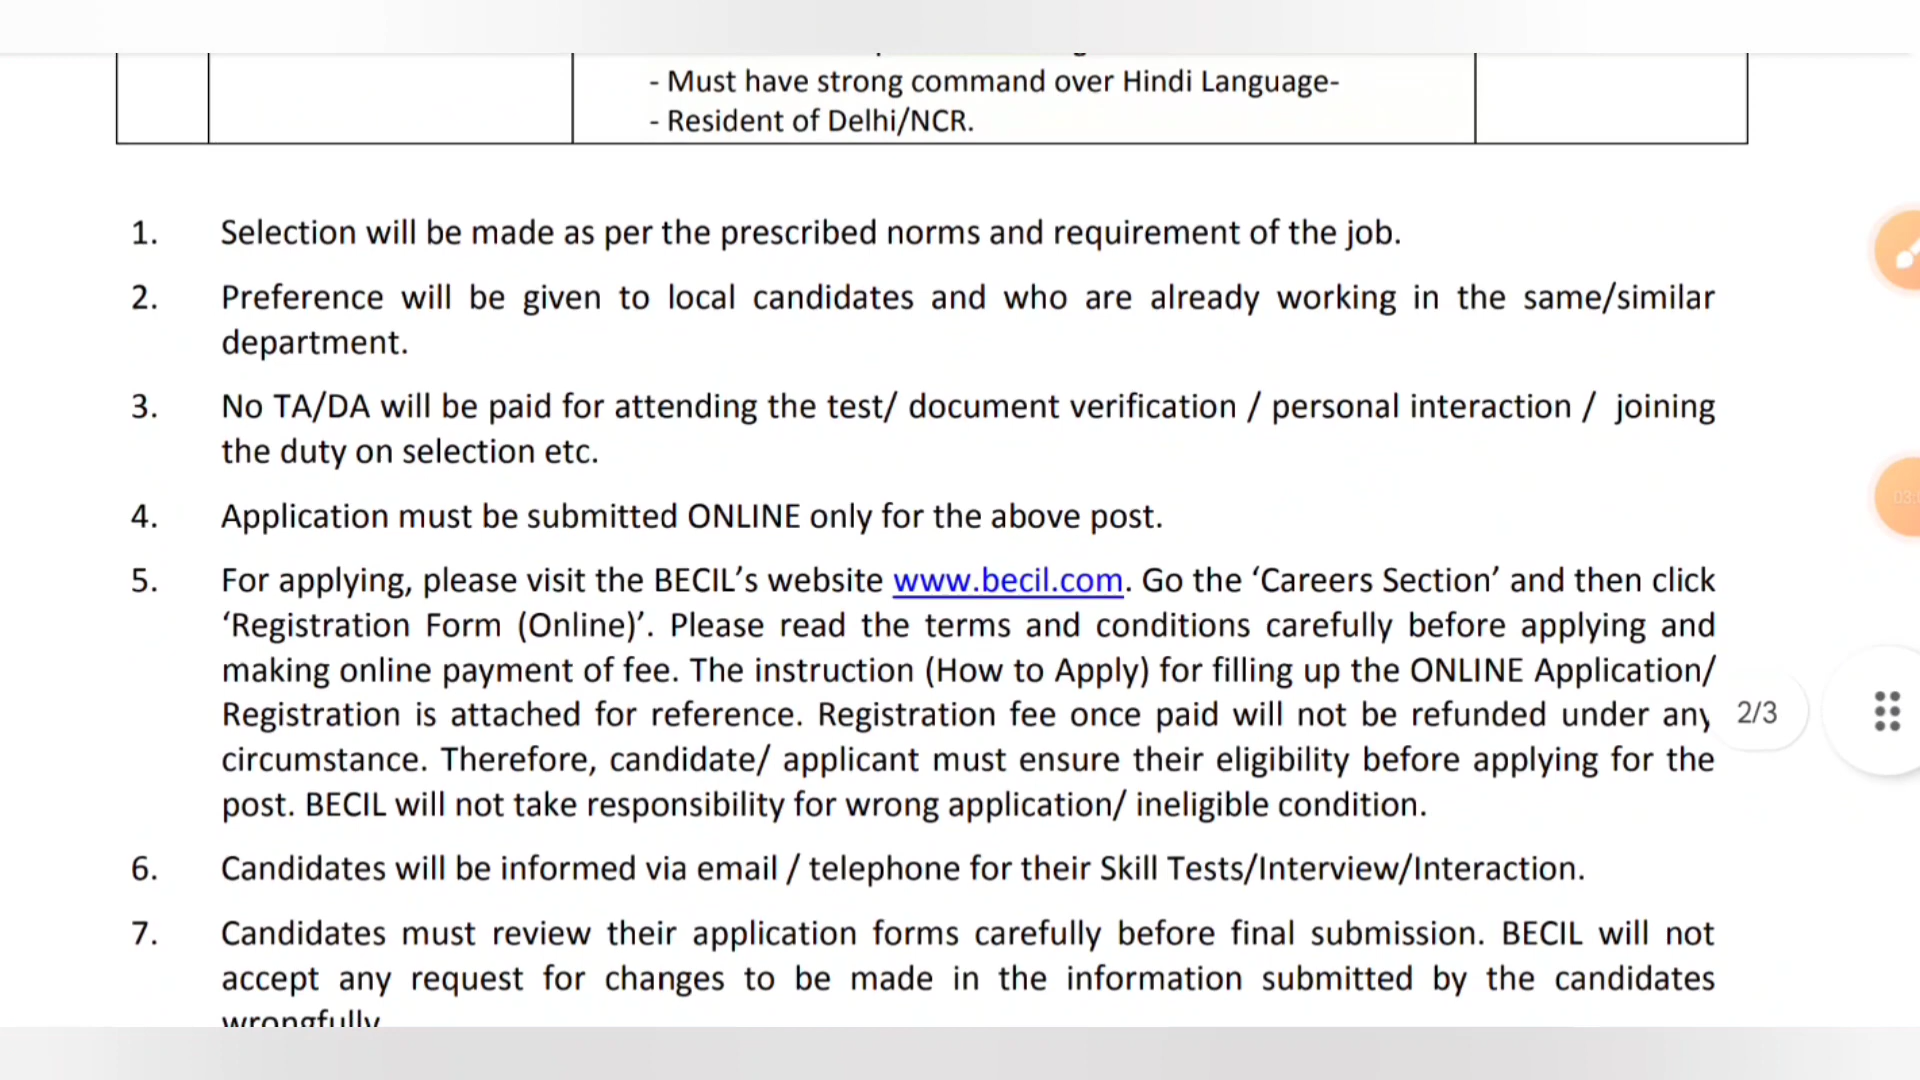 - Must have strong command over Hindi Language-
- Resident of Delhi/NCR.
1. Selection will be made as per the prescribed norms and requirement of the job.
2. Preference will be given to local candidates and who are already working in the same/similar
department.
3. No TA/DA will be paid for attending the test/ document verification / personal interaction / joining
the duty on selection etc.
4. Application must be submitted ONLINE only for the above post.
5. For applying, please visit the BECIL’s website www.becil.com. Go the ‘Careers Section’ and then click
‘Registration Form (Online)’. Please read the terms and conditions carefully before applying and
making online payment of fee. The instruction (How to Apply) for filling up the ONLINE Application/
Registration is attached for reference. Registration fee once paid will not be refunded under any
2/3
circumstance. Therefore, candidate/ applicant must ensure their eligibility before applying for the
post. BECIL will not take responsibility for wrong application/ ineligible condition.
6. Candidates will be informed via email / telephone for their Skill Tests/Interview/Interaction.
7. Candidates must review their application forms carefully before final submission. BECIL will not
accept any request for changes to be made in the information submitted by the candidates
wrongfully